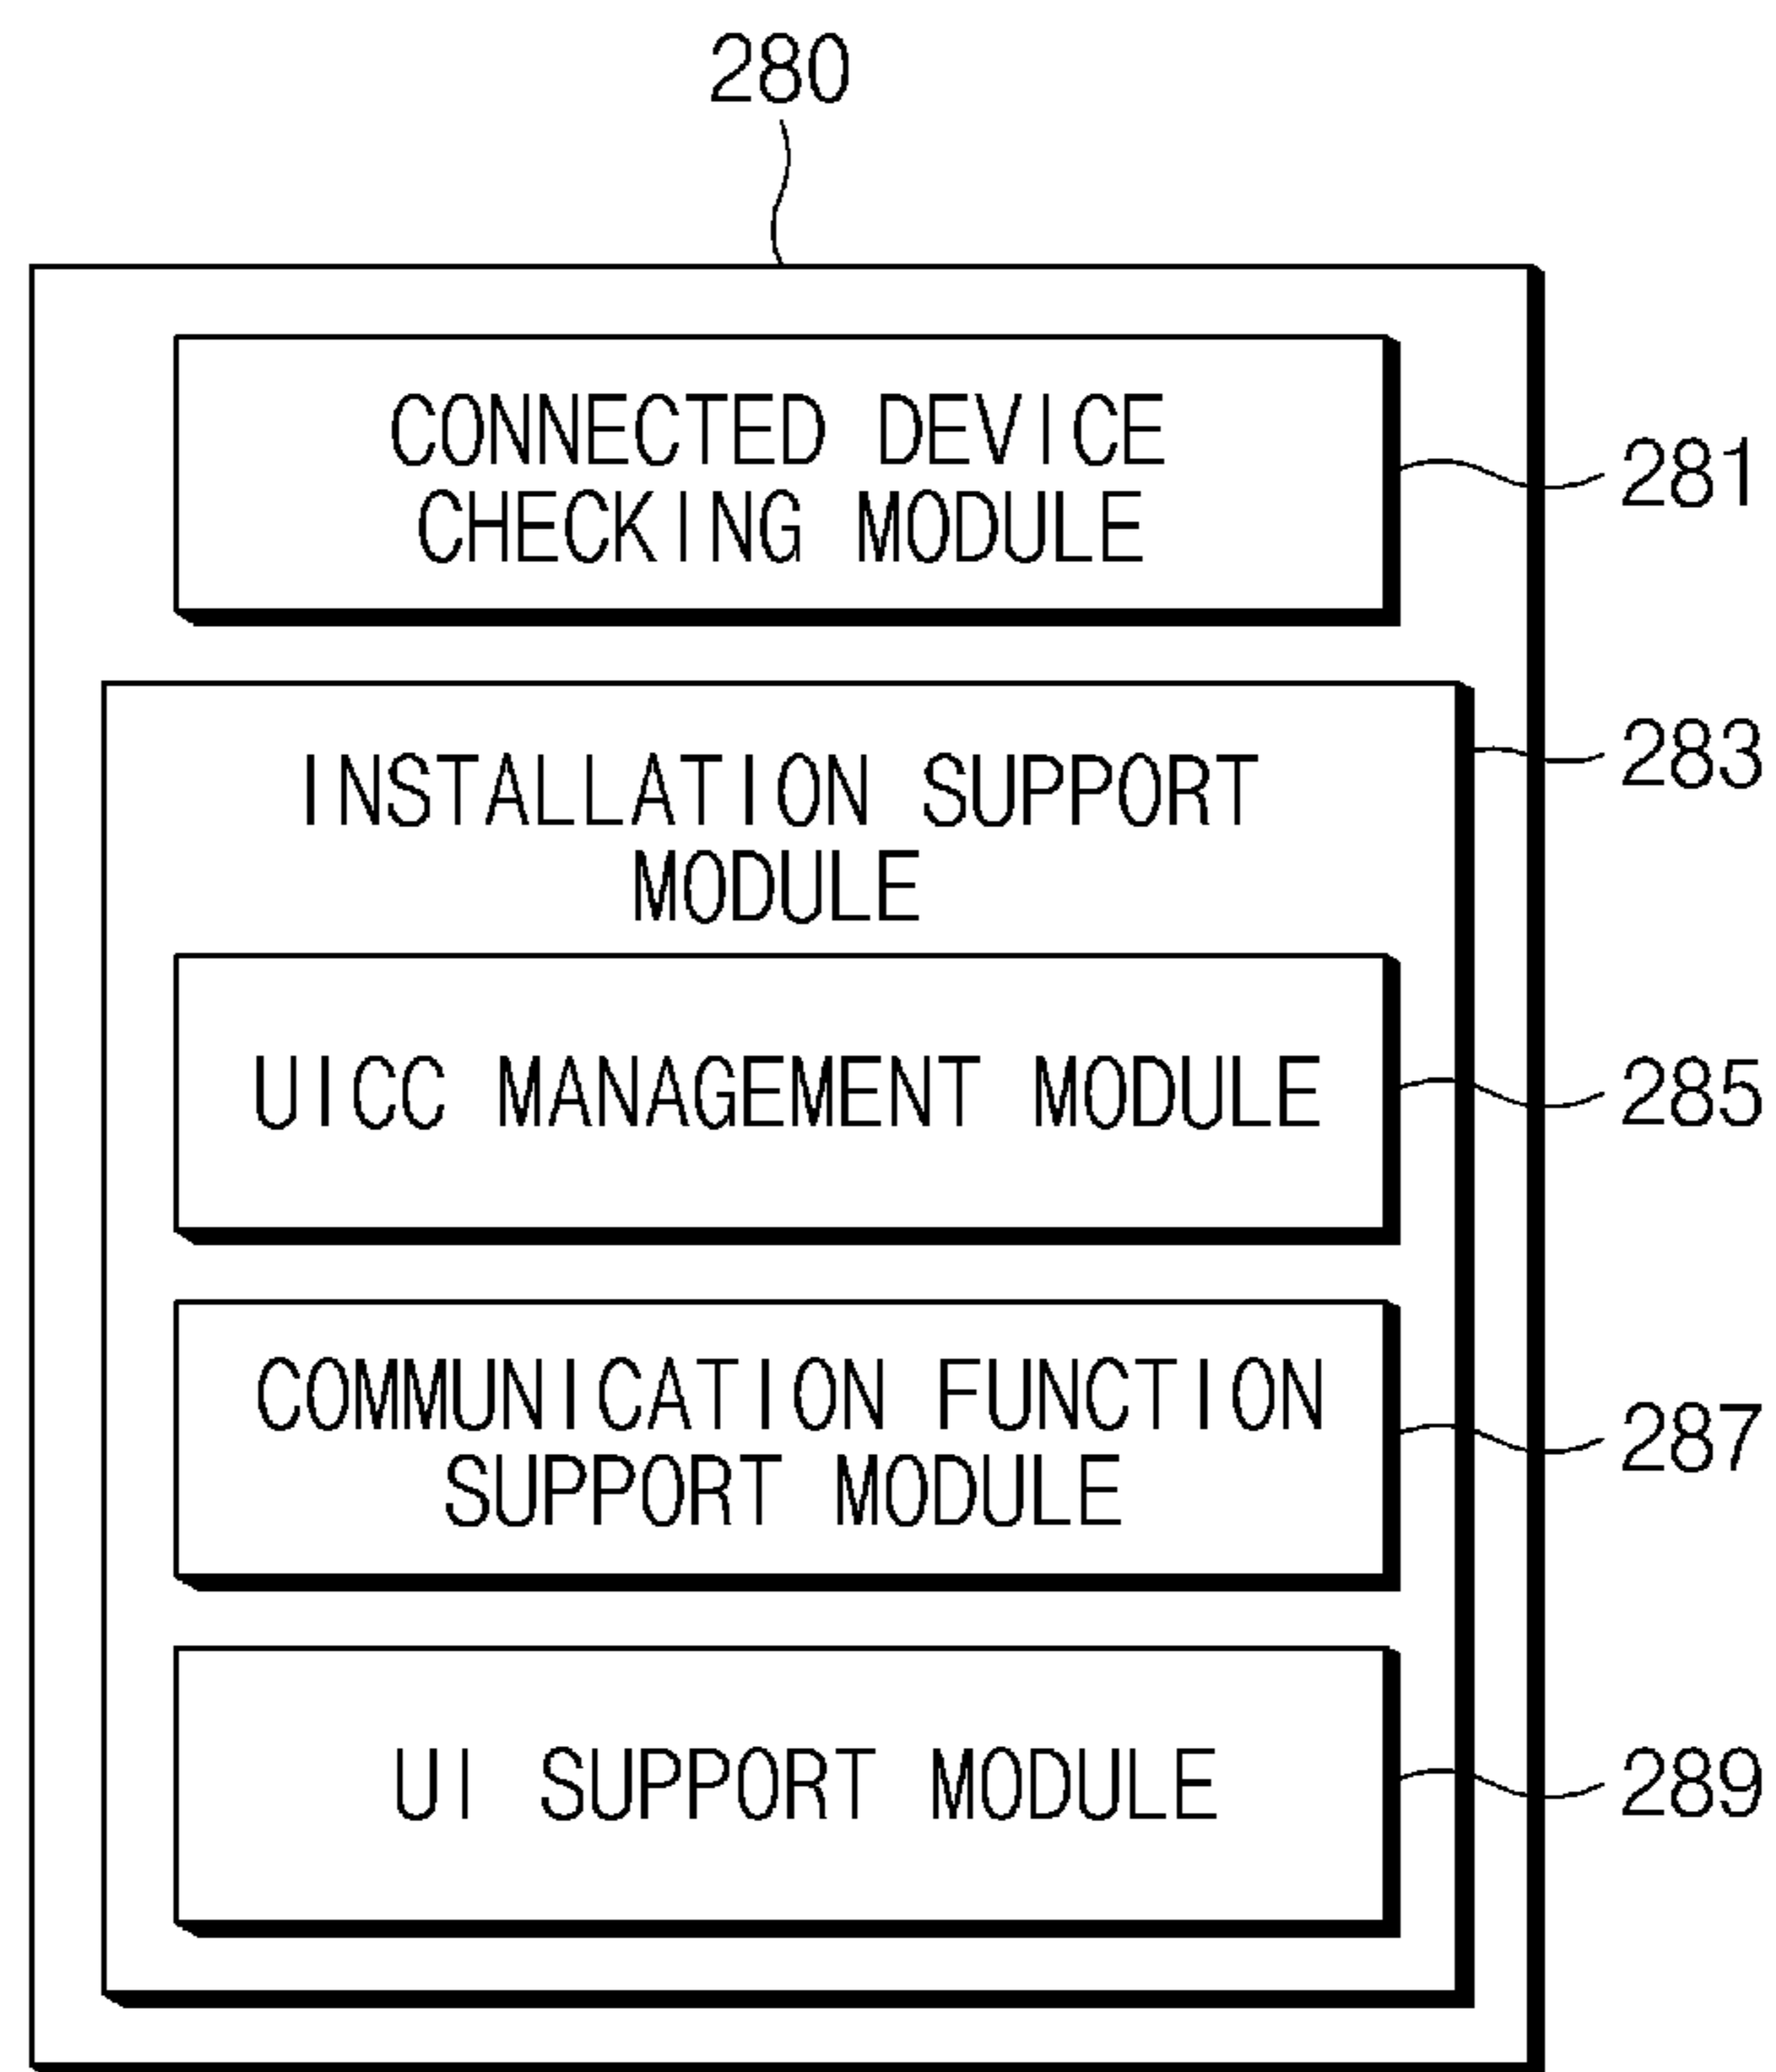 280
CONNECTED DEVICE
CHECKING MODULE
281
INSTALLATION SUPPORT
MODULE
283
UICC MANAGEMENT MODULE
285
COMMUNICATION FUNCTION
SUPPORT MODULE
287
UI SUPPORT MODULE
289